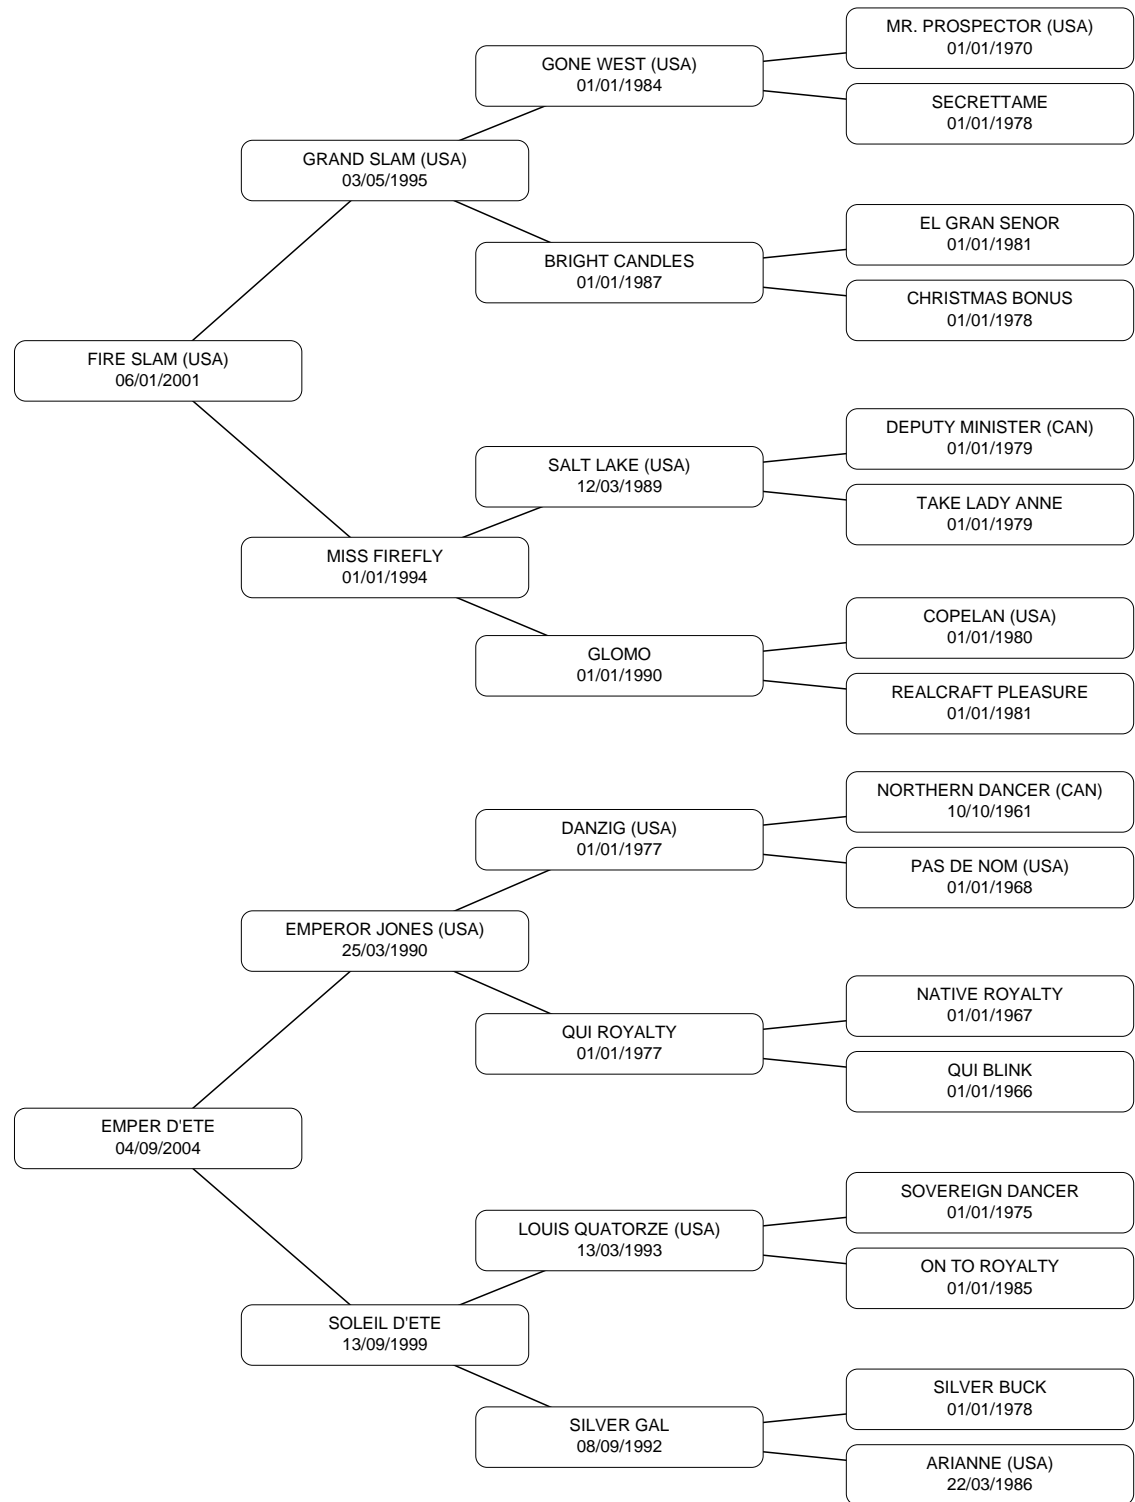 MR. PROSPECTOR (USA)
01/01/1970
GONE WEST (USA)
01/01/1984
SECRETTAME
01/01/1978
GRAND SLAM (USA)
03/05/1995
EL GRAN SENOR
01/01/1981
BRIGHT CANDLES
01/01/1987
CHRISTMAS BONUS
01/01/1978
FIRE SLAM (USA)
06/01/2001
DEPUTY MINISTER (CAN)
01/01/1979
SALT LAKE (USA)
12/03/1989
TAKE LADY ANNE
01/01/1979
MISS FIREFLY
01/01/1994
COPELAN (USA)
01/01/1980
GLOMO
01/01/1990
REALCRAFT PLEASURE
01/01/1981
NORTHERN DANCER (CAN)
10/10/1961
DANZIG (USA)
01/01/1977
PAS DE NOM (USA)
01/01/1968
EMPEROR JONES (USA)
25/03/1990
NATIVE ROYALTY
01/01/1967
QUI ROYALTY
01/01/1977
QUI BLINK
01/01/1966
EMPER D'ETE
04/09/2004
SOVEREIGN DANCER
01/01/1975
LOUIS QUATORZE (USA)
13/03/1993
ON TO ROYALTY
01/01/1985
SOLEIL D'ETE
13/09/1999
SILVER BUCK
01/01/1978
SILVER GAL
08/09/1992
ARIANNE (USA)
22/03/1986